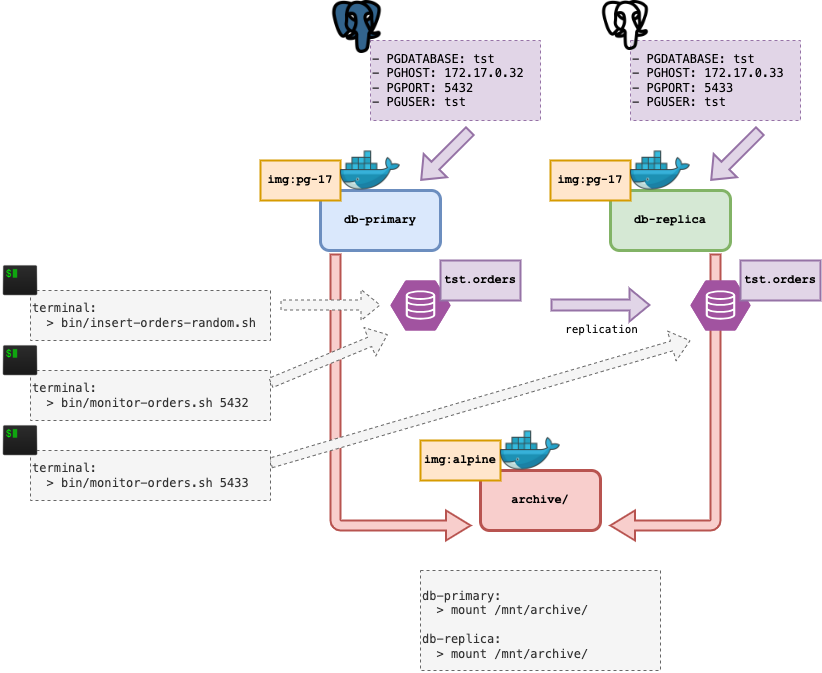 - PGDATABASE: tst
- PGHOST: 172.17.0.32
- PGPORT: 5432
- PGUSER: tst
- PGDATABASE: tst
- PGHOST: 172.17.0.33
- PGPORT: 5433
- PGUSER: tst
img:pg-17
db-primary
img:pg-17
db-replica
tst.orders
tst.orders
replication
$
terminal:
> bin/insert-orders-random.sh
$
terminal:
> bin/monitor-orders.sh 5432
$
terminal:
> bin/monitor-orders.sh 5433
img:alpine
archive/
db-primary:
> mount /mnt/archive/
db-replica:
> mount /mnt/archive/